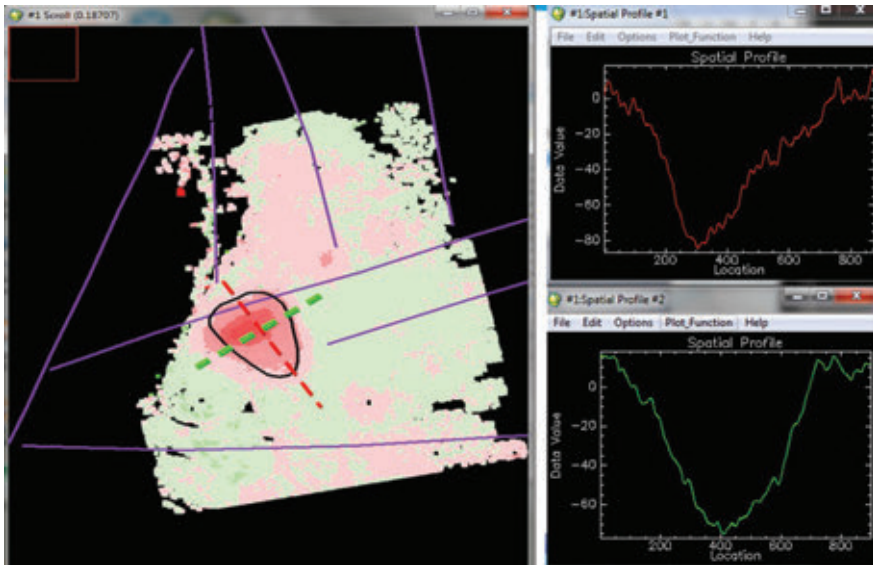 #1 Scroll (0.18707)
#1:Spatial Profile #1
File Edit Options Plot_Function Help
Spatial Profile
Data Value
0
-20
-40
-60
-80
200 400 600 800
Location
#1:Spatial Profile #2
File Edit Options Plot_Function Help
Spatial Profile
Data Value
0
-20
-40
-60
200 400 600 800
Location